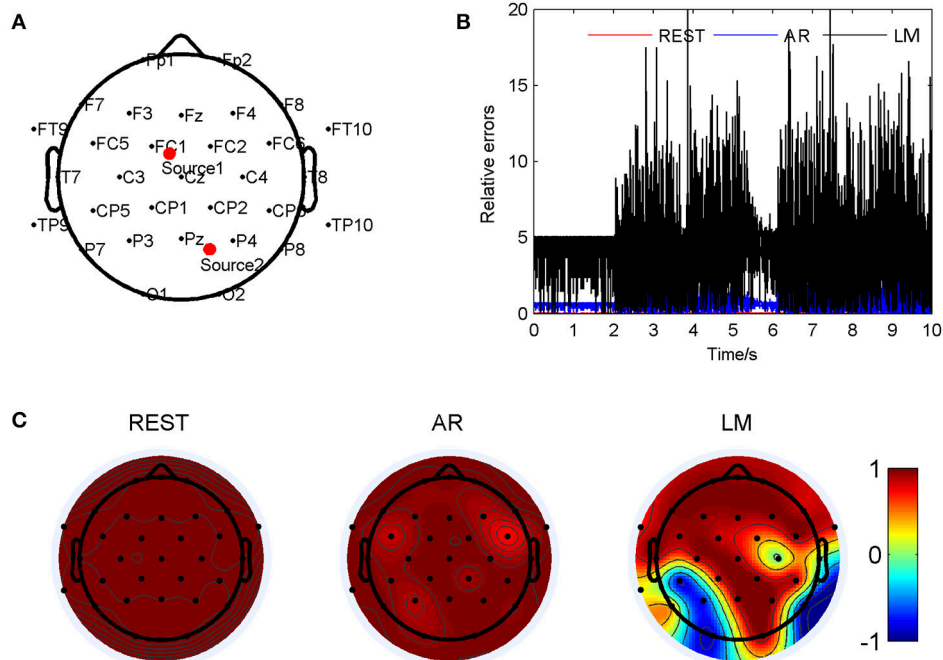 A
Fp1 Fp2
F7 F3 Fz F4 F8
FT9 FT10
FC5 FC1 FC2 FC6
Source1
T7 C3 Cz C4 T8
CP5 CP1 CP2 CP6
TP9 TP10
P7 P3 Pz P4 P8
Source2
O1 O2
B
REST AR LM
Relative errors
20
15
10
5
0
0 1 2 3 4 5 6 7 8 9 10
Time/s
C
REST AR LM
1
0
-1